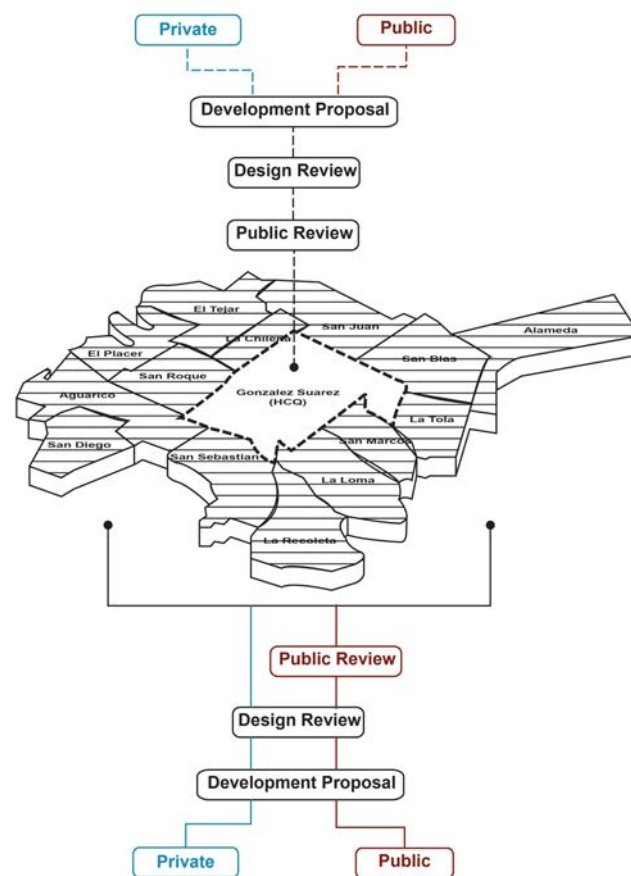 Private
Public
Development Proposal
Design Review
Public Review
El Tejar
San Juan
Alameda
La Chilena
El Placer
San Blas
San Roque
Gonzalez Suarez
(HCQ)
Aguarico
La Tola
San Diego
San Marcos
San Sebastian
La Loma
La Recoleta
Public Review
Design Review
Development Proposal
Private
Public